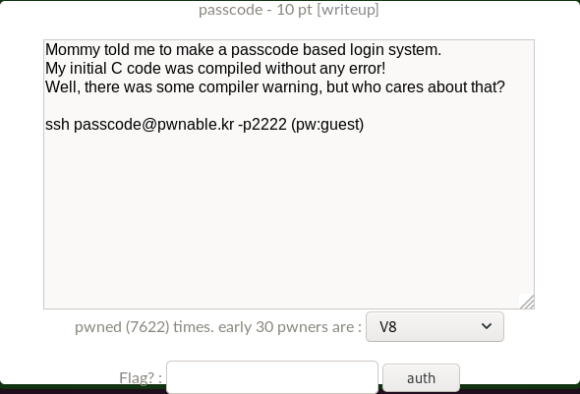 passcode - 10 pt [writeup]
Mommy told me to make a passcode based login system.
My initial C code was compiled without any error!
Well, there was some compiler warning, but who cares about that?
ssh passcode@pwnable.kr -p2222 (pw:guest)
pwned (7622) times. early 30 pwners are : V8
Flag? : auth